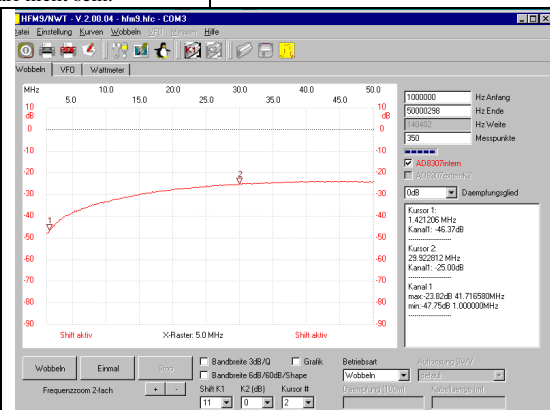 HFM9/NWT - V.2.00.04 - hfm9.hfc - COM3
Datei Einstellung Kurven Wobbeln VFO Messen Hilfe
Wobbeln VFO Wattmeter
MHz 10.0 20.0 30.0 40.0 50.0
5.0 15.0 25.0 35.0 45.0
10 10
dB dB
0 0
-10 -10
-20 -20
-30 -30
-40 -40
-50 -50
-60 -60
-70 -70
-80 -80
-90 -90
1
2
Shift aktiv X-Raster: 5.0 MHz Shift aktiv
1000000 Hz Anfang
50000298 Hz Ende
140402 Hz Weite
350 Messpunkte
AD8307intern
AD8307externK2
0dB Daempfungsglied
Kursor 1:
1.421206 MHz
Kanal1: -46.37dB
--------------------
Kursor 2:
29.922812 MHz
Kanal1: -25.00dB
--------------------
Kanal 1
max:-23.82dB 41.716580MHz
min:-47.75dB 1.000000MHz
--------------------
Wobbeln Einmal Stop
Frequenzzoom 2-fach + -
Bandbreite 3dB/Q Grafik
Bandbreite 6dB/60dB/Shape
Shift K1 K2 [dB] Kursor #
11 0 2
Betriebsart
Wobbeln
Aufloesung SWV
default
Daempfung (100m)
Kabellaenge (m)